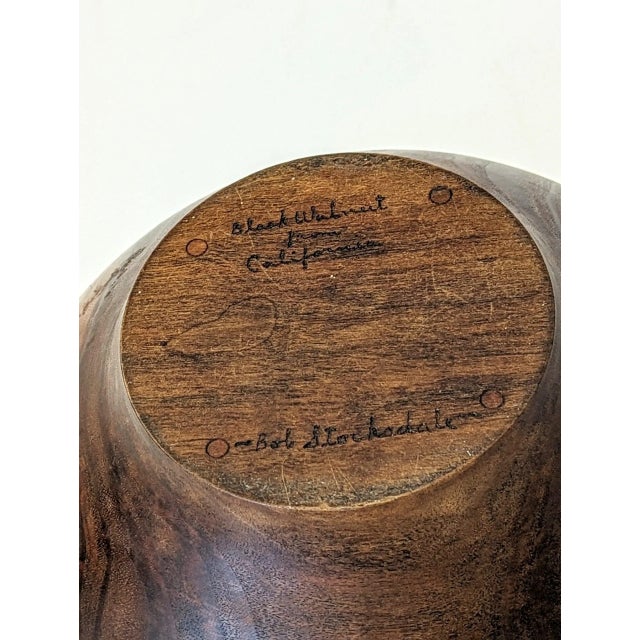 Black Walnut
from
California
~Bob Stocksdale~